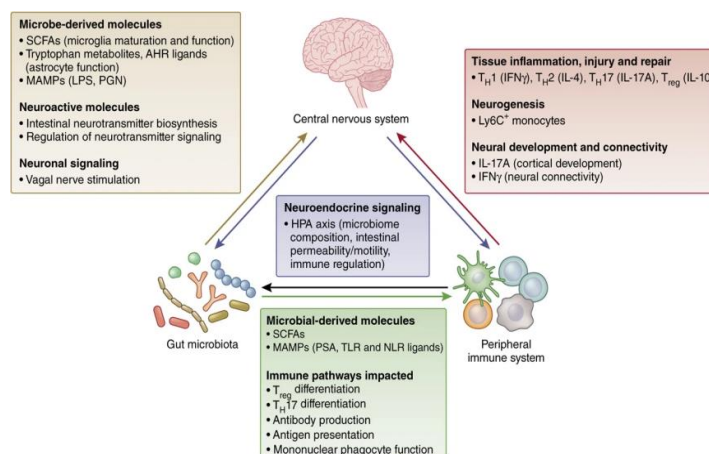 Microbe-derived molecules
• SCFAs (microglia maturation and function)
• Tryptophan metabolites, AHR ligands
(astrocyte function)
• MAMPs (LPS, PGN)
Neuroactive molecules
• Intestinal neurotransmitter biosynthesis
• Regulation of neurotransmitter signaling
Neuronal signaling
• Vagal nerve stimulation
Central nervous system
Tissue inflammation, injury and repair
• TH1 (IFNγ), TH2 (IL-4), TH17 (IL-17A), Treg (IL-10
Neurogenesis
• Ly6C+ monocytes
Neural development and connectivity
• IL-17A (cortical development)
• IFNγ (neural connectivity)
Neuroendocrine signaling
• HPA axis (microbiome
composition, intestinal
permeability/motility,
immune regulation)
Gut microbiota
Peripheral
immune system
Microbial-derived molecules
• SCFAs
• MAMPs (PSA, TLR and NLR ligands)
Immune pathways impacted
• Treg differentiation
• TH17 differentiation
• Antibody production
• Antigen presentation
• Mononuclear phagocyte function